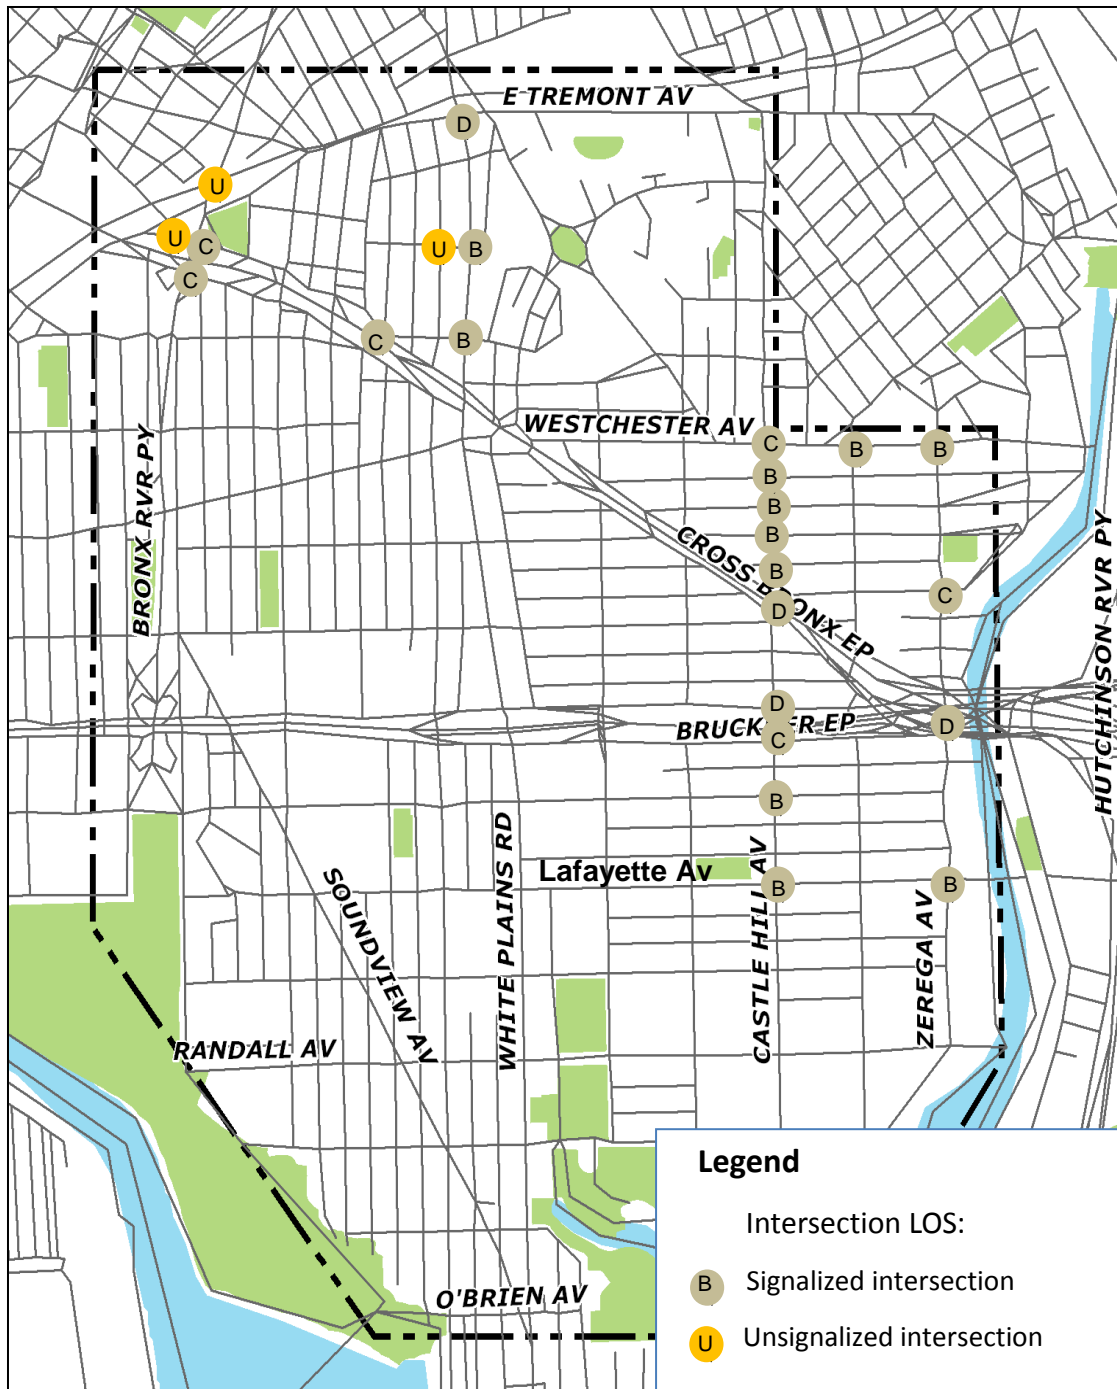 E TREMONT AV
D
U
U
C
U
B
C
C
B
WESTCHESTER AV
C
B
B
B
B
B
B
CROSS BRONX EP
BRONX RVR PY
HUTCHINSON RVR PY
C
D
D
BRUCKNER EP
C
D
B
WHITE PLAINS RD
CASTLE HILL AV
Lafayette Av
B
B
SOUNDVIEW AV
ZEREGA AV
RANDALL AV
O'BRIEN AV
Legend
Intersection LOS:
B Signalized intersection
U Unsignalized intersection